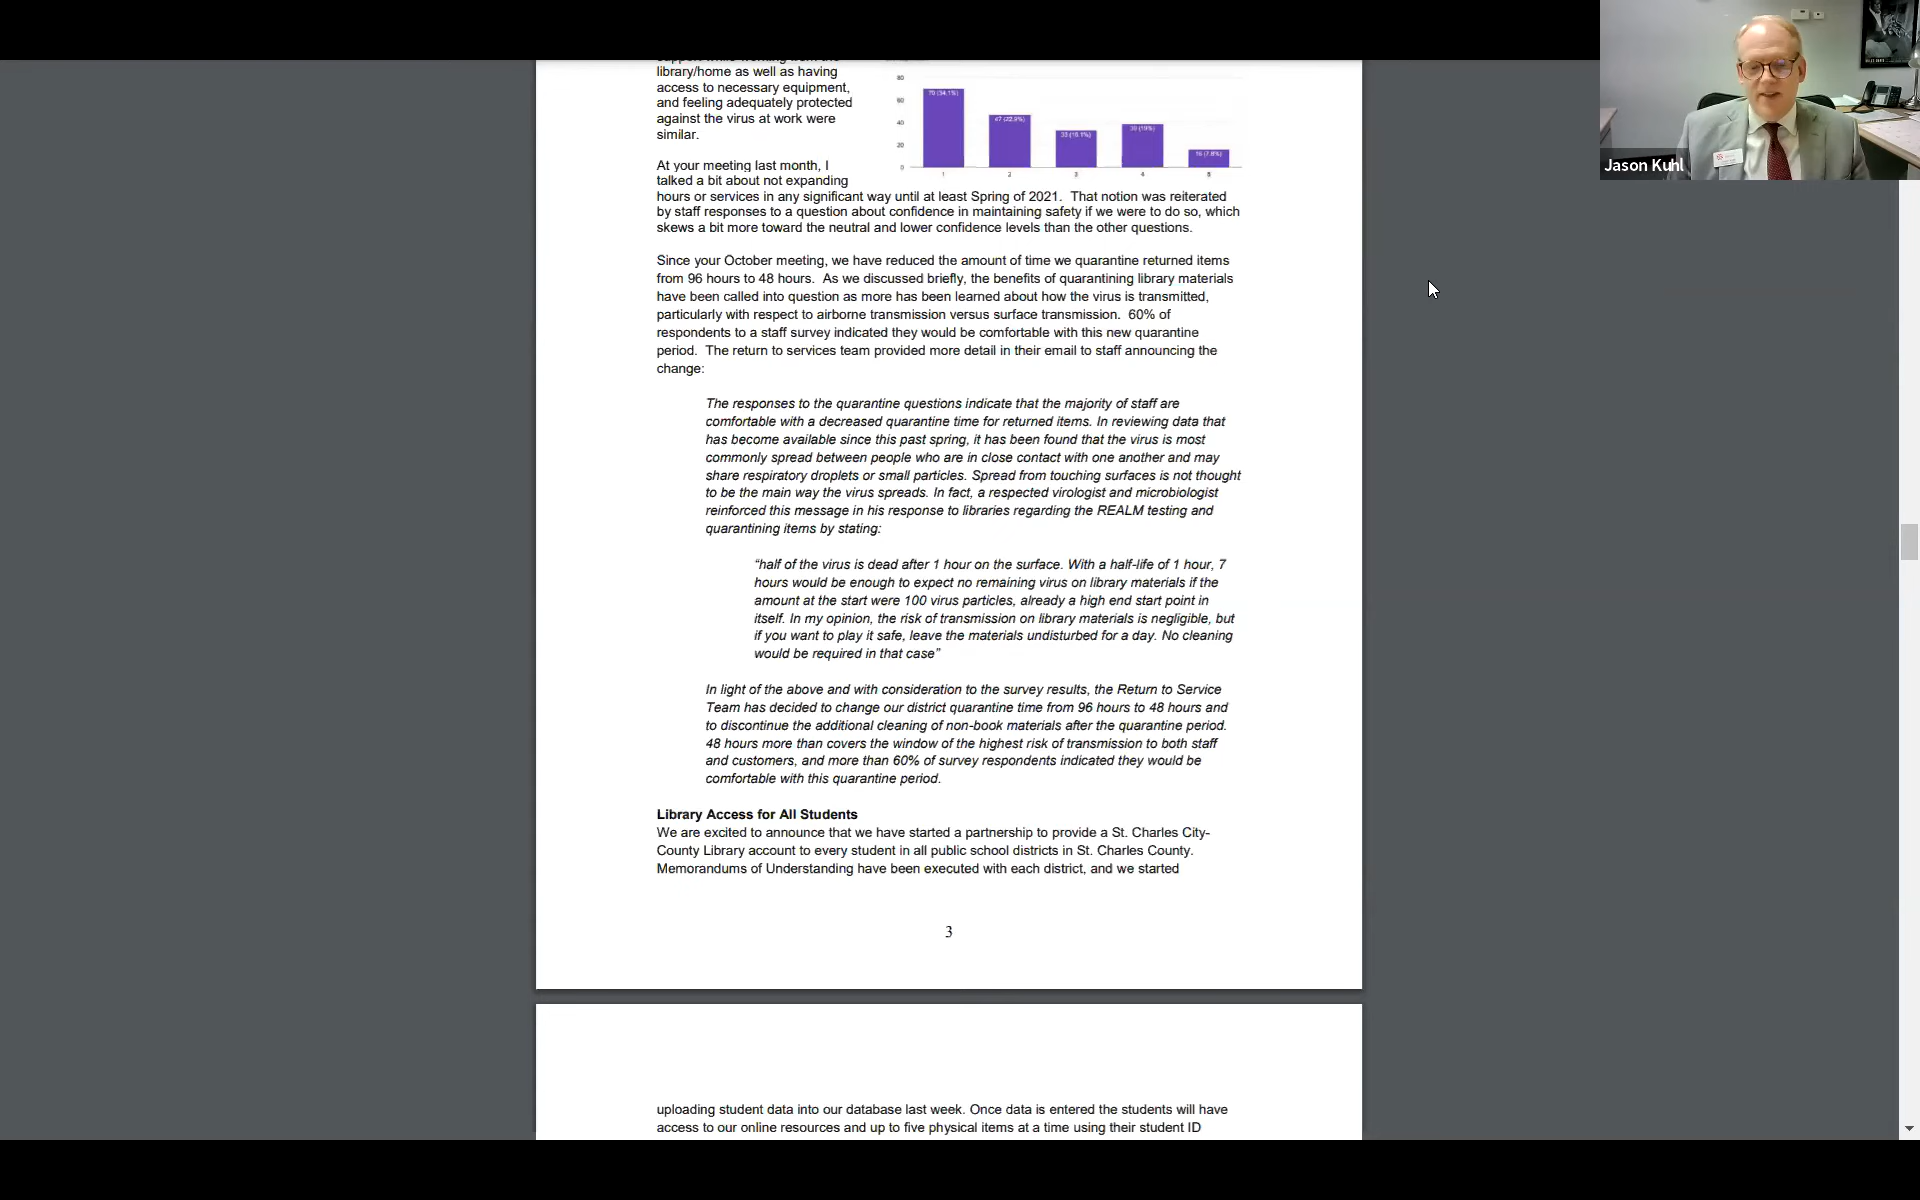 library/home as well as having
access to necessary equipment,
and feeling adequately protected
against the virus at work were
similar.
At your meeting last month, I
talked a bit about not expanding
80
60
40
20
0
70 (34.1%)
47 (22.9%)
33 (16.1%)
39 (19%)
16 (7.8%)
1
2
3
4
5
hours or services in any significant way until at least Spring of 2021. That notion was reiterated
by staff responses to a question about confidence in maintaining safety if we were to do so, which
skews a bit more toward the neutral and lower confidence levels than the other questions.
Since your October meeting, we have reduced the amount of time we quarantine returned items
from 96 hours to 48 hours. As we discussed briefly, the benefits of quarantining library materials
have been called into question as more has been learned about how the virus is transmitted,
particularly with respect to airborne transmission versus surface transmission. 60% of
respondents to a staff survey indicated they would be comfortable with this new quarantine
period. The return to services team provided more detail in their email to staff announcing the
change:
The responses to the quarantine questions indicate that the majority of staff are
comfortable with a decreased quarantine time for returned items. In reviewing data that
has become available since this past spring, it has been found that the virus is most
commonly spread between people who are in close contact with one another and may
share respiratory droplets or small particles. Spread from touching surfaces is not thought
to be the main way the virus spreads. In fact, a respected virologist and microbiologist
reinforced this message in his response to libraries regarding the REALM testing and
quarantining items by stating:
“half of the virus is dead after 1 hour on the surface. With a half-life of 1 hour, 7
hours would be enough to expect no remaining virus on library materials if the
amount at the start were 100 virus particles, already a high end start point in
itself. In my opinion, the risk of transmission on library materials is negligible, but
if you want to play it safe, leave the materials undisturbed for a day. No cleaning
would be required in that case”
In light of the above and with consideration to the survey results, the Return to Service
Team has decided to change our district quarantine time from 96 hours to 48 hours and
to discontinue the additional cleaning of non-book materials after the quarantine period.
48 hours more than covers the window of the highest risk of transmission to both staff
and customers, and more than 60% of survey respondents indicated they would be
comfortable with this quarantine period.
Library Access for All Students
We are excited to announce that we have started a partnership to provide a St. Charles City-
County Library account to every student in all public school districts in St. Charles County.
Memorandums of Understanding have been executed with each district, and we started
3
uploading student data into our database last week. Once data is entered the students will have
access to our online resources and up to five physical items at a time using their student ID
Jason Kuhl